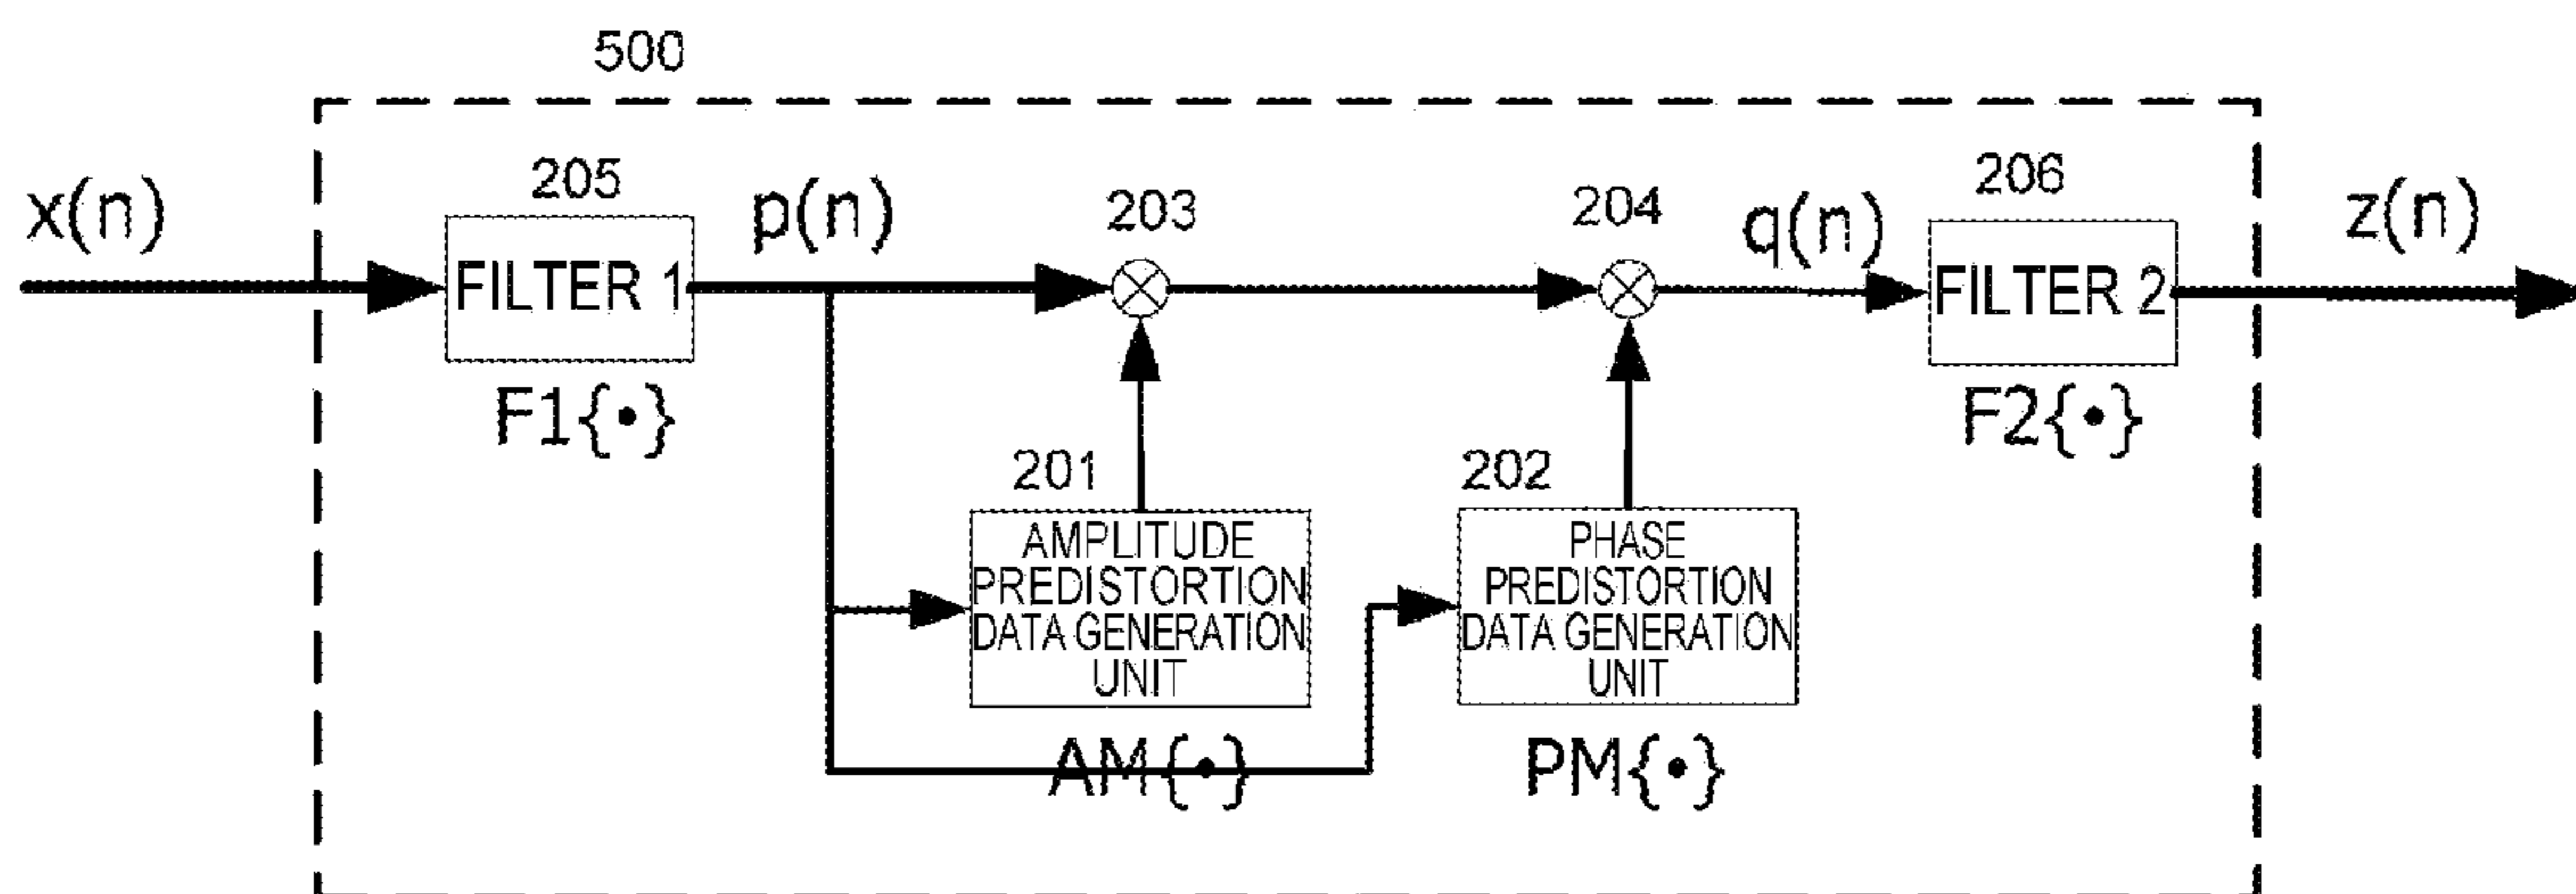 500
x(n)
205
FILTER 1
F1{•}
p(n)
203
204
q(n)
206
FILTER 2
F2{•}
z(n)
201
AMPLITUDE
PREDISTORTION
DATA GENERATION
UNIT
AM{•}
202
PHASE
PREDISTORTION
DATA GENERATION
UNIT
PM{•}